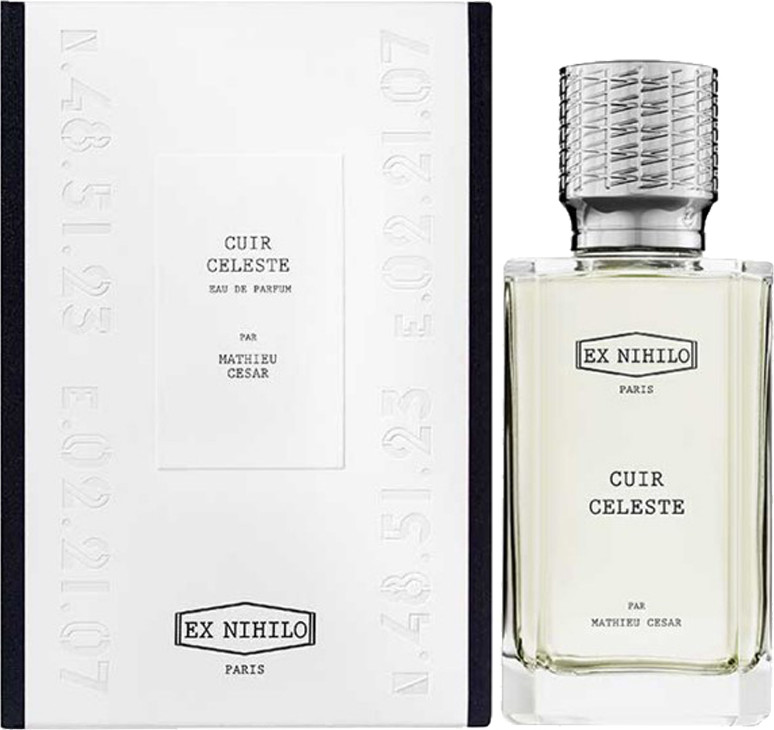 N.48.51.23 E.02.21.07
CUIR
CELESTE
EAU DE PARFUM
PAR
MATHIEU
CESAR
EX NIHILO
PARIS
N.48.51.23 E.02.21.07
EX NIHILO
PARIS
CUIR
CELESTE
PAR
MATHIEU CESAR